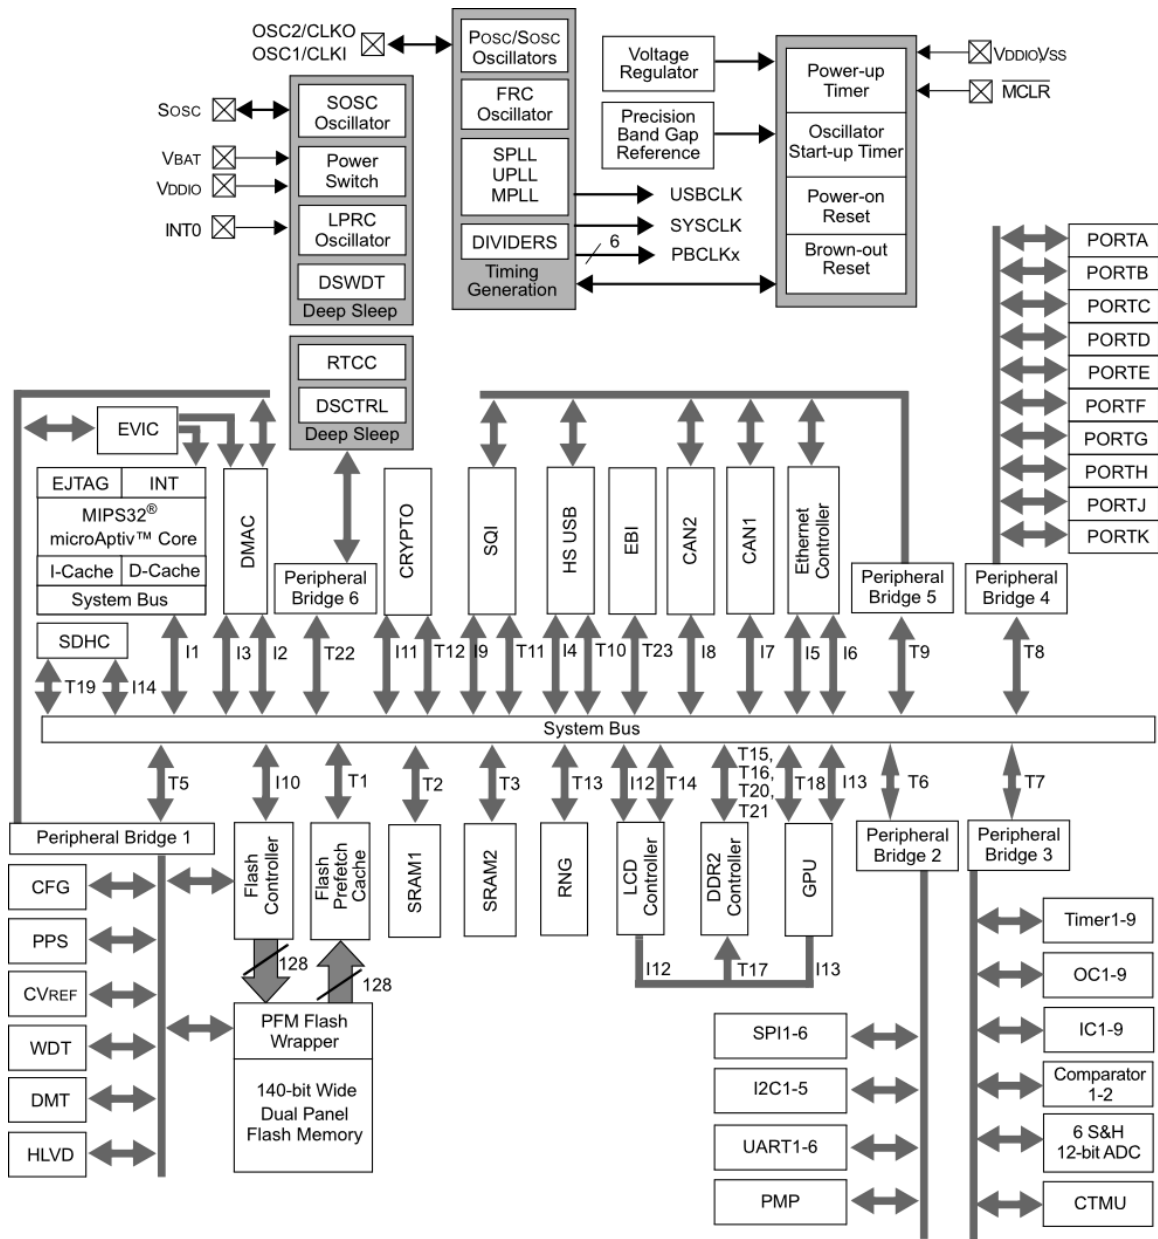 OSC2/CLKO
OSC1/CLKI
POSC/SOSC
Oscillators
FRC
Oscillator
SPLL
UPLL
MPLL
DIVIDERS
Timing
Generation
USBCLK
SYSCLK
6
PBCLKx
Voltage
Regulator
Precision
Band Gap
Reference
Power-up
Timer
Oscillator
Start-up Timer
Power-on
Reset
Brown-out
Reset
VDDIO,VSS
MCLR
SOSC
VBAT
VDDIO
INT0
SOSC
Oscillator
Power
Switch
LPRC
Oscillator
DSWDT
Deep Sleep
RTCC
DSCTRL
Deep Sleep
PORTA
PORTB
PORTC
PORTD
PORTE
PORTF
PORTG
PORTH
PORTJ
PORTK
EVIC
EJTAG
INT
MIPS32®
microAptiv™ Core
I-Cache
D-Cache
System Bus
DMAC
Peripheral
Bridge 6
CRYPTO
SQI
HS USB
EBI
CAN2
CAN1
Ethernet
Controller
Peripheral
Bridge 5
Peripheral
Bridge 4
SDHC
T19
I14
I1
I3
I2
T22
I11
T12
I9
T11
I4
T10
T23
I8
I7
I5
I6
T9
T8
System Bus
T5
I10
T1
T2
T3
T13
I12
T14
T15,
T16,
T20,
T21
T18
I13
T6
T7
Peripheral Bridge 1
Flash
Controller
Flash
Prefetch
Cache
SRAM1
SRAM2
RNG
LCD
Controller
DDR2
Controller
GPU
Peripheral
Bridge 2
Peripheral
Bridge 3
CFG
PPS
CVREF
WDT
DMT
HLVD
128
128
PFM Flash
Wrapper
140-bit Wide
Dual Panel
Flash Memory
I12
T17
I13
SPI1-6
I2C1-5
UART1-6
PMP
Timer1-9
OC1-9
IC1-9
Comparator
1-2
6 S&H
12-bit ADC
CTMU